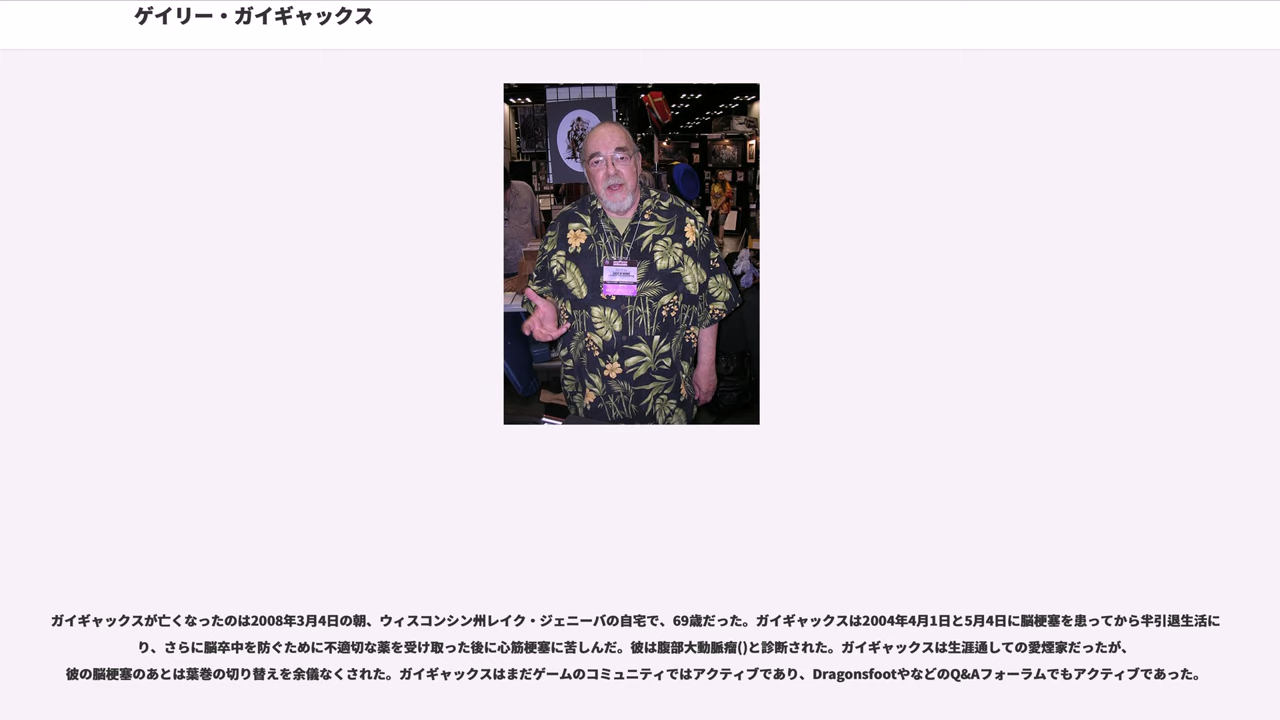 ゲイリー・ガイギャックス
ガイギャックスが亡くなったのは2008年3月4日の朝、ウィスコンシン州レイク・ジェニーバの自宅で、69歳だった。ガイギャックスは2004年4月1日と5月4日に脳梗塞を患ってから半引退生活に
り、さらに脳卒中を防ぐために不適切な薬を受け取った後に心筋梗塞に苦しんだ。彼は腹部大動脈瘤()と診断された。ガイギャックスは生涯通しての愛煙家だったが、
彼の脳梗塞のあとは葉巻の切り替えを余儀なくされた。ガイギャックスはまだゲームのコミュニティではアクティブであり、DragonsfootやなどのQ&Aフォーラムでもアクティブであった。